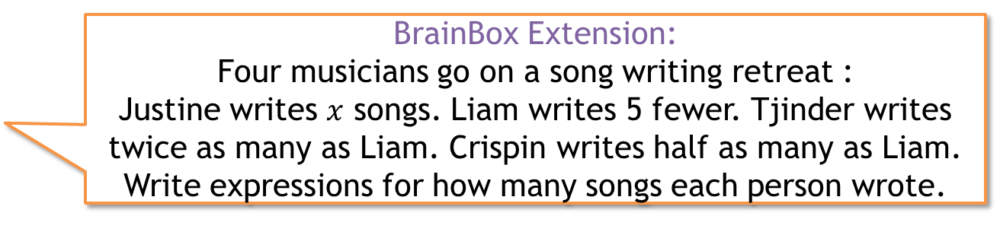 BrainBox Extension:
Four musicians go on a song writing retreat :
Justine writes 𝑥 songs. Liam writes 5 fewer. Tjinder writes
twice as many as Liam. Crispin writes half as many as Liam.
Write expressions for how many songs each person wrote.